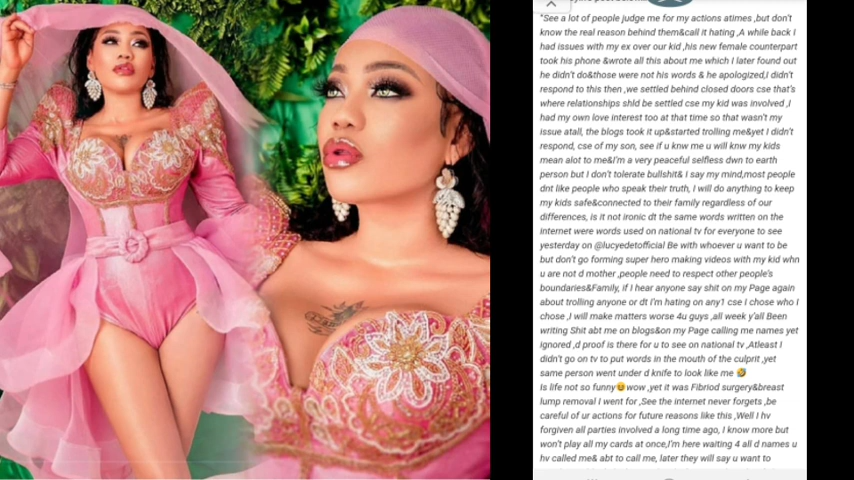 "See a lot of people judge me for my actions atimes ,but don't
know the real reason behind them&call it hating ,A while back I
had issues with my ex over our kid ,his new female counterpart
took his phone &wrote all this about me which I later found out
he didn't do&those were not his words & he apologized,I didn't
respond to this then ,we settled behind closed doors cse that's
where relationships shld be settled cse my kid was involved ,I
had my own love interest too at that time so that wasn't my
issue atall, the blogs took it up&started trolling me&yet I didn't
respond, cse of my son, see if u knw me u will knw my kids
mean alot to me&I'm a very peaceful selfless dwn to earth
person but I don't tolerate bullshit& I say my mind,most people
dnt like people who speak their truth, I will do anything to keep
my kids safe&connected to their family regardless of our
differences, is it not ironic dt the same words written on the
internet were words used on national tv for everyone to see
yesterday on @lucyedetofficial Be with whoever u want to be
but don't go forming super hero making videos with my kid whn
u are not d mother ,people need to respect other people's
boundaries&Family, if I hear anyone say shit on my Page again
about trolling anyone or dt I'm hating on any1 cse I chose who I
chose ,I will make matters worse 4u guys ,all week y'all Been
writing Shit abt me on blogs&on my Page calling me names yet
ignored ,d proof is there for u to see on national tv ,Atleast I
didn't go on tv to put words in the mouth of the culprit ,yet
same person went under d knife to look like me 🤣
Is life not so funny😉wow ,yet it was Fibriod surgery&breast
lump removal I went for ,See the internet never forgets ,be
careful of ur actions for future reasons like this ,Well I hv
forgiven all parties involved a long time ago, I know more but
won't play all my cards at once,I'm here waiting 4 all d names u
hv called me& abt to call me, later they will say u want to